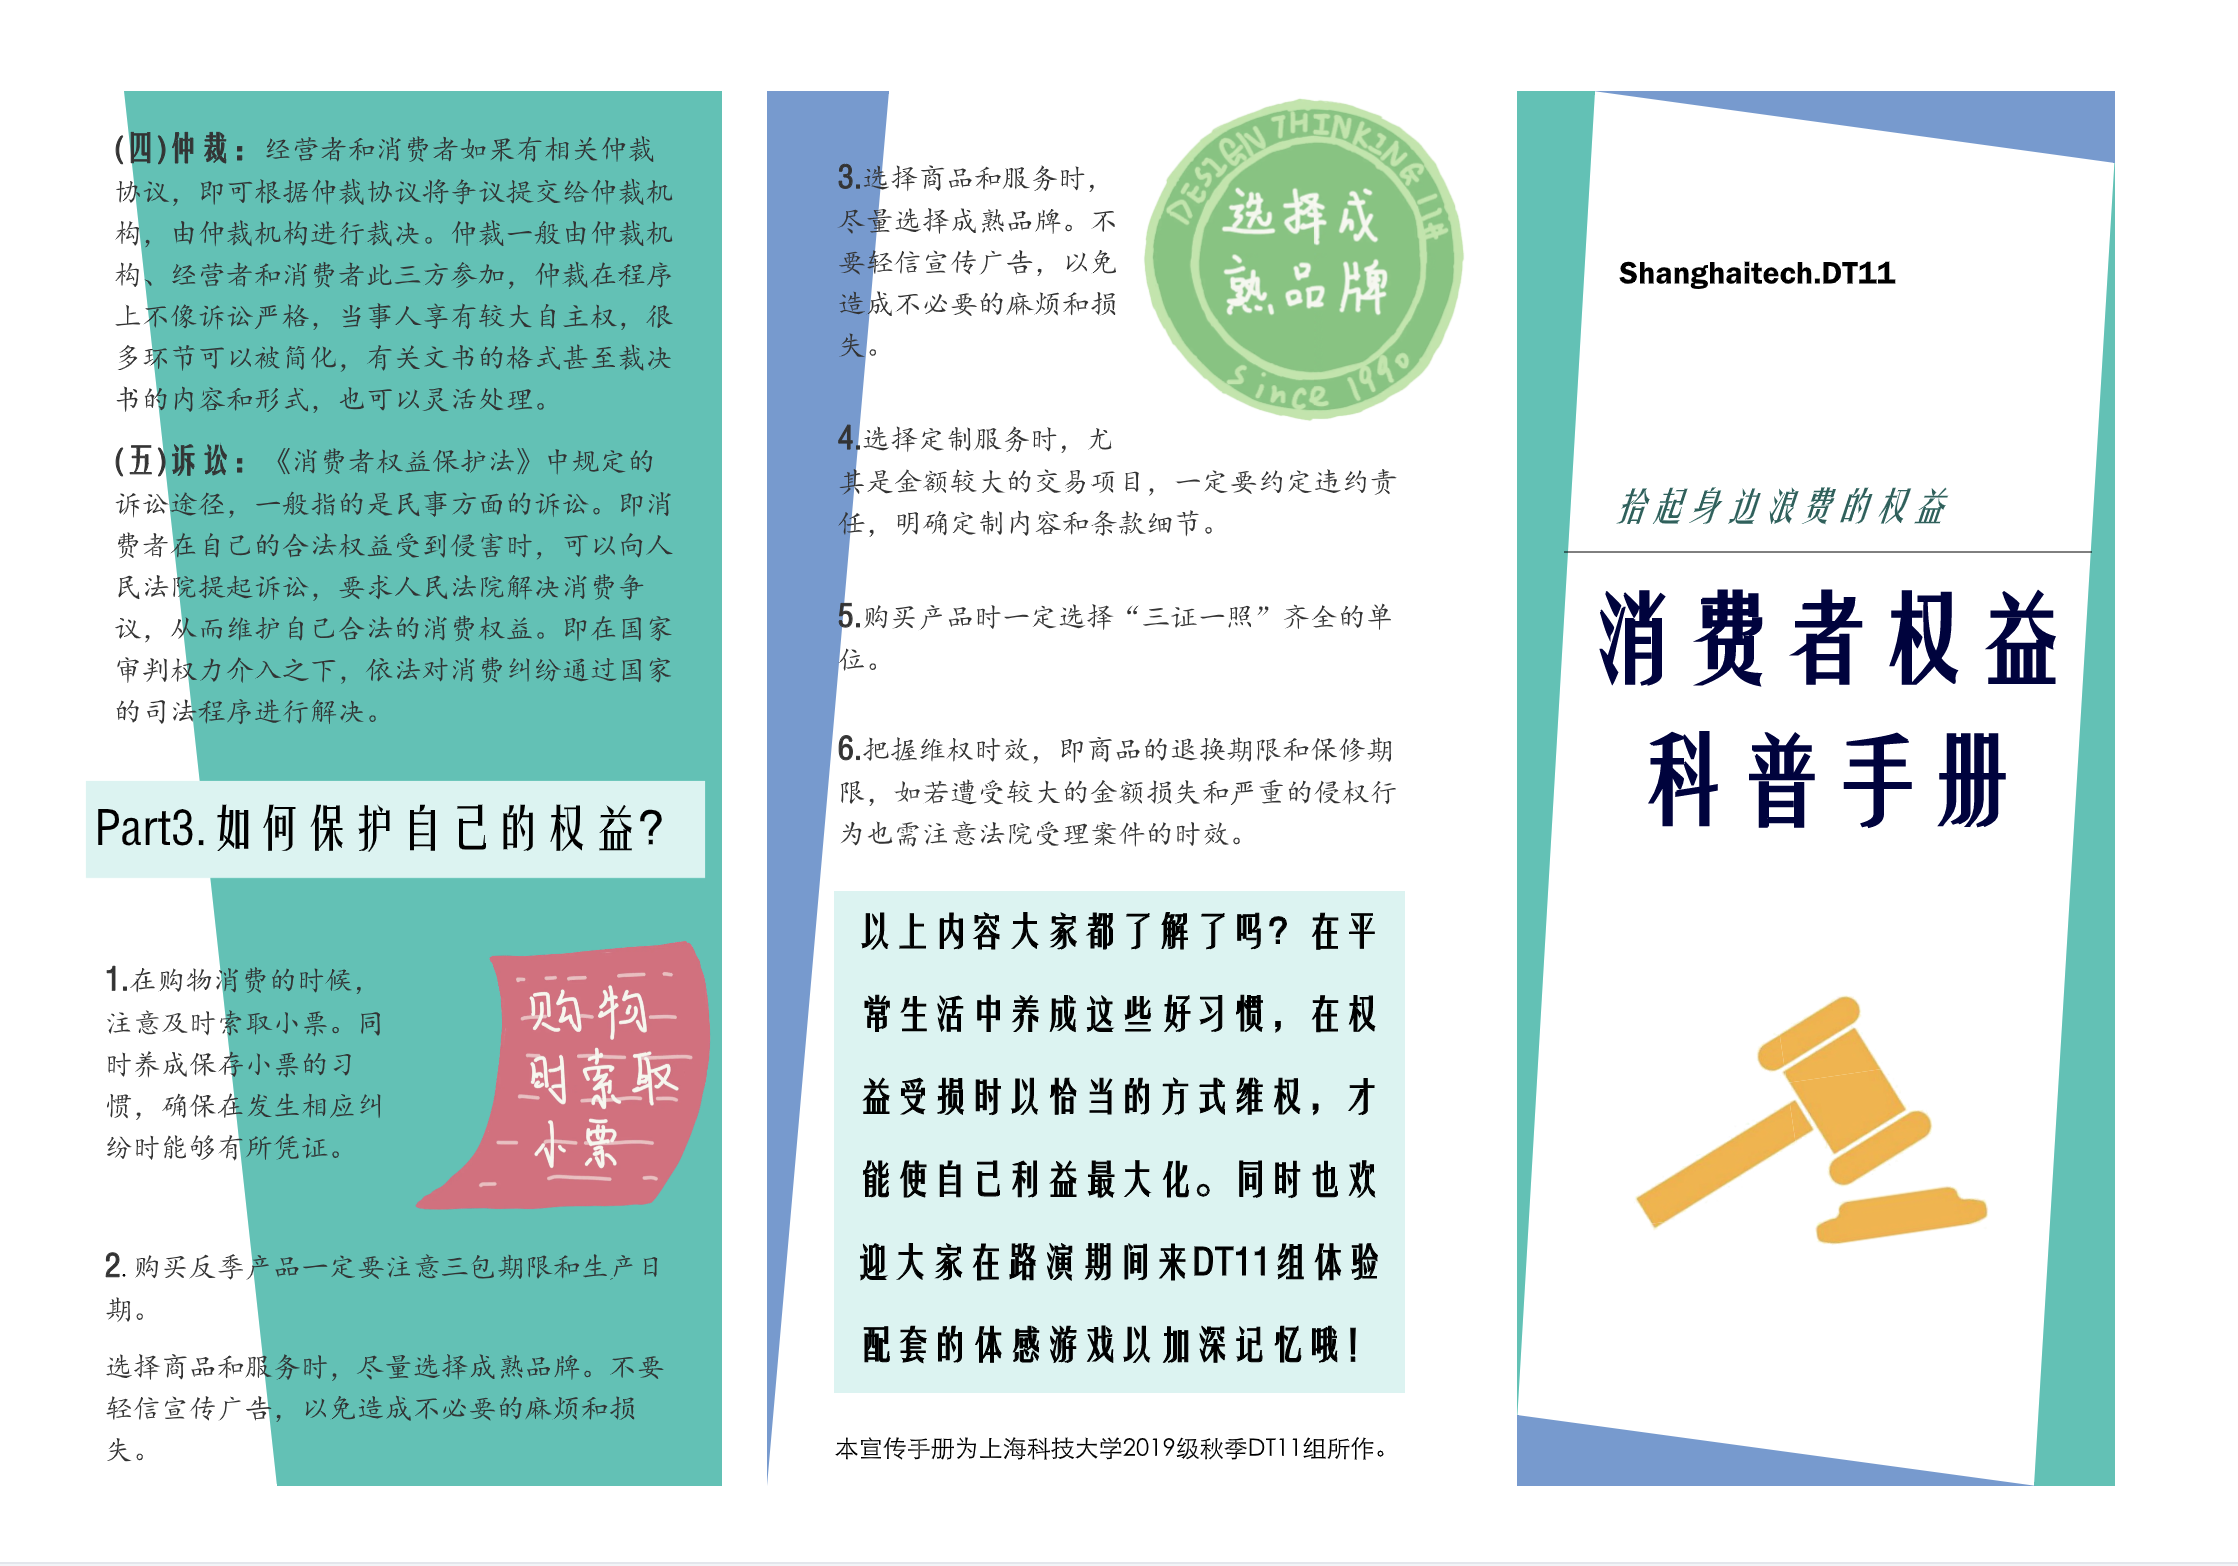 (四)仲裁：经营者和消费者如果有相关仲裁
协议，即可根据仲裁协议将争议提交给仲裁机
构，由仲裁机构进行裁决。仲裁一般由仲裁机
构、经营者和消费者此三方参加，仲裁在程序
上不像诉讼严格，当事人享有较大自主权，很
多环节可以被简化，有关文书的格式甚至裁决
书的内容和形式，也可以灵活处理。
(五)诉讼：《消费者权益保护法》中规定的
诉讼途径，一般指的是民事方面的诉讼。即消
费者在自己的合法权益受到侵害时，可以向人
民法院提起诉讼，要求人民法院解决消费争
议，从而维护自己合法的消费权益。即在国家
审判权力介入之下，依法对消费纠纷通过国家
的司法程序进行解决。
Part3.如何保护自己的权益?
1.在购物消费的时候，
注意及时索取小票。同
时养成保存小票的习
惯，确保在发生相应纠
纷时能够有所凭证。
购物
时索取
小票
2.购买反季产品一定要注意三包期限和生产日
期。
选择商品和服务时，尽量选择成熟品牌。不要
轻信宣传广告，以免造成不必要的麻烦和损
失。
3.选择商品和服务时，
尽量选择成熟品牌。不
要轻信宣传广告，以免
造成不必要的麻烦和损
失。
DESIGN THINKING 11#
选择成
熟品牌
since 1990
4.选择定制服务时，尤
其是金额较大的交易项目，一定要约定违约责
任，明确定制内容和条款细节。
5.购买产品时一定选择“三证一照”齐全的单
位。
6.把握维权时效，即商品的退换期限和保修期
限，如若遭受较大的金额损失和严重的侵权行
为也需注意法院受理案件的时效。
以上内容大家都了解了吗？在平
常生活中养成这些好习惯，在权
益受损时以恰当的方式维权，才
能使自己利益最大化。同时也欢
迎大家在路演期间来DT11组体验
配套的体感游戏以加深记忆哦！
本宣传手册为上海科技大学2019级秋季DT11组所作。
Shanghaitech.DT11
拾起身边浪费的权益
消费者权益
科普手册